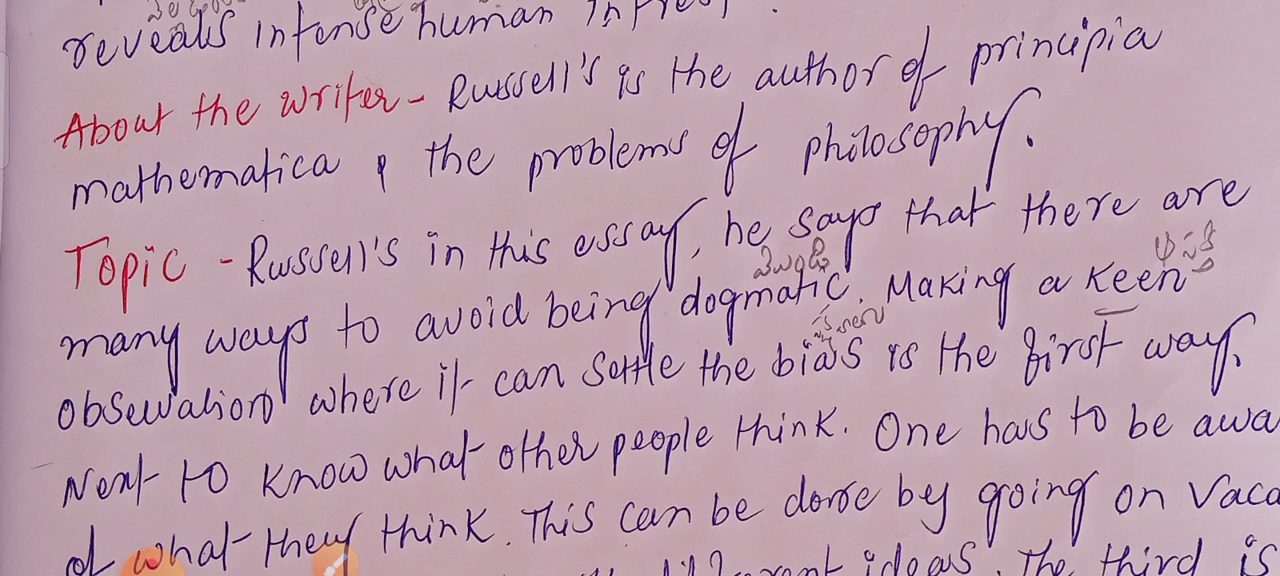 reveals intense human
About the writer - Russell's is the author of principia
mathematica & the problems of philosophy.
Topic - Russell's in this essay, he says that there are
many ways to avoid being dogmatic. Making a keen
observation where it can settle the bias is the first way.
Next to know what other people think. One has to be awa
of what they think. This can be done by going on Vaca
ideas. The third is